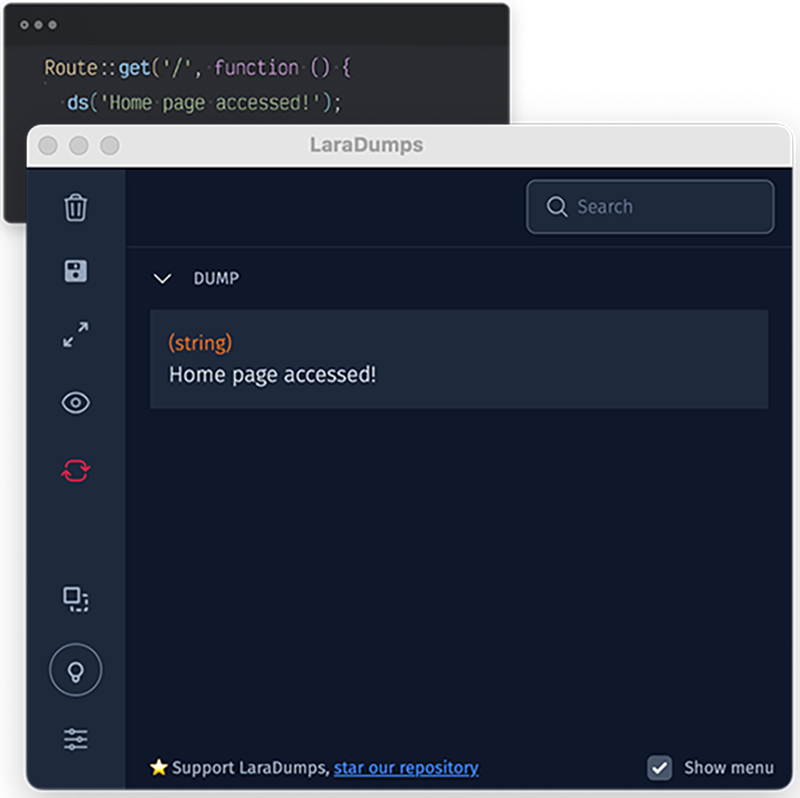 Route::get('/', function () {
ds('Home page accessed!');
LaraDumps
Search
DUMP
(string)
Home page accessed!
Support LaraDumps, star our repository
Show menu